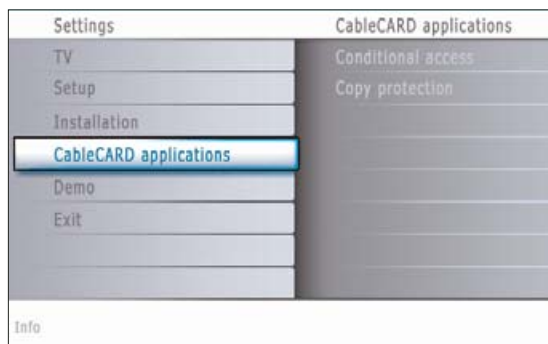 Settings
CableCARD applications
TV
Conditional access
Setup
Copy protection
Installation
CableCARD applications
Demo
Exit
Info